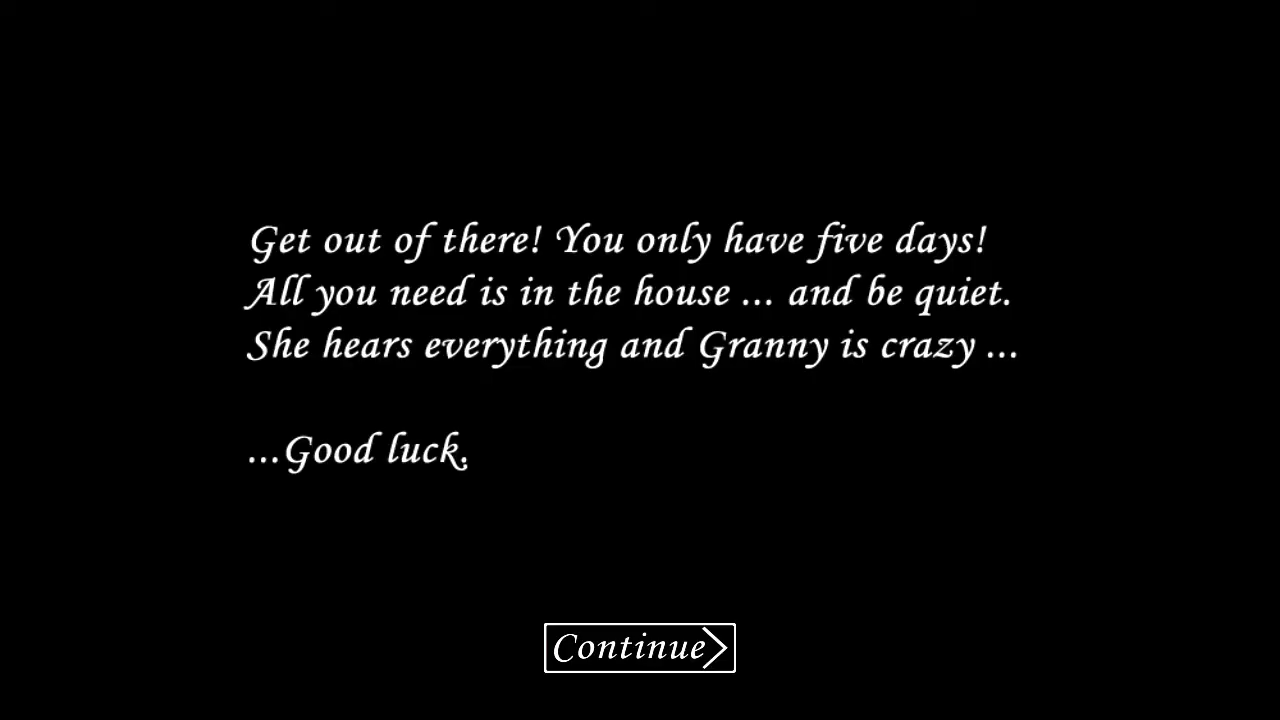 Get out of there! You only have five days!
All you need is in the house ... and be quiet.
She hears everything and Granny is crazy ...
...Good luck.
Continue>